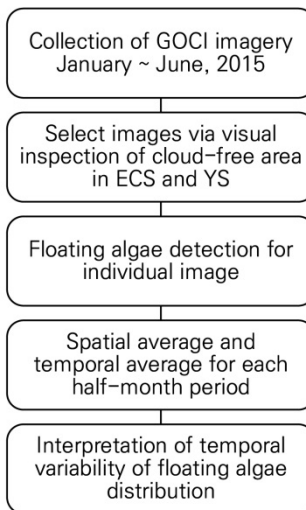 Collection of GOCI imagery
January ~ June, 2015
Select images via visual
inspection of cloud-free area
in ECS and YS
Floating algae detection for
individual image
Spatial average and
temporal average for each
half-month period
Interpretation of temporal
variability of floating algae
distribution